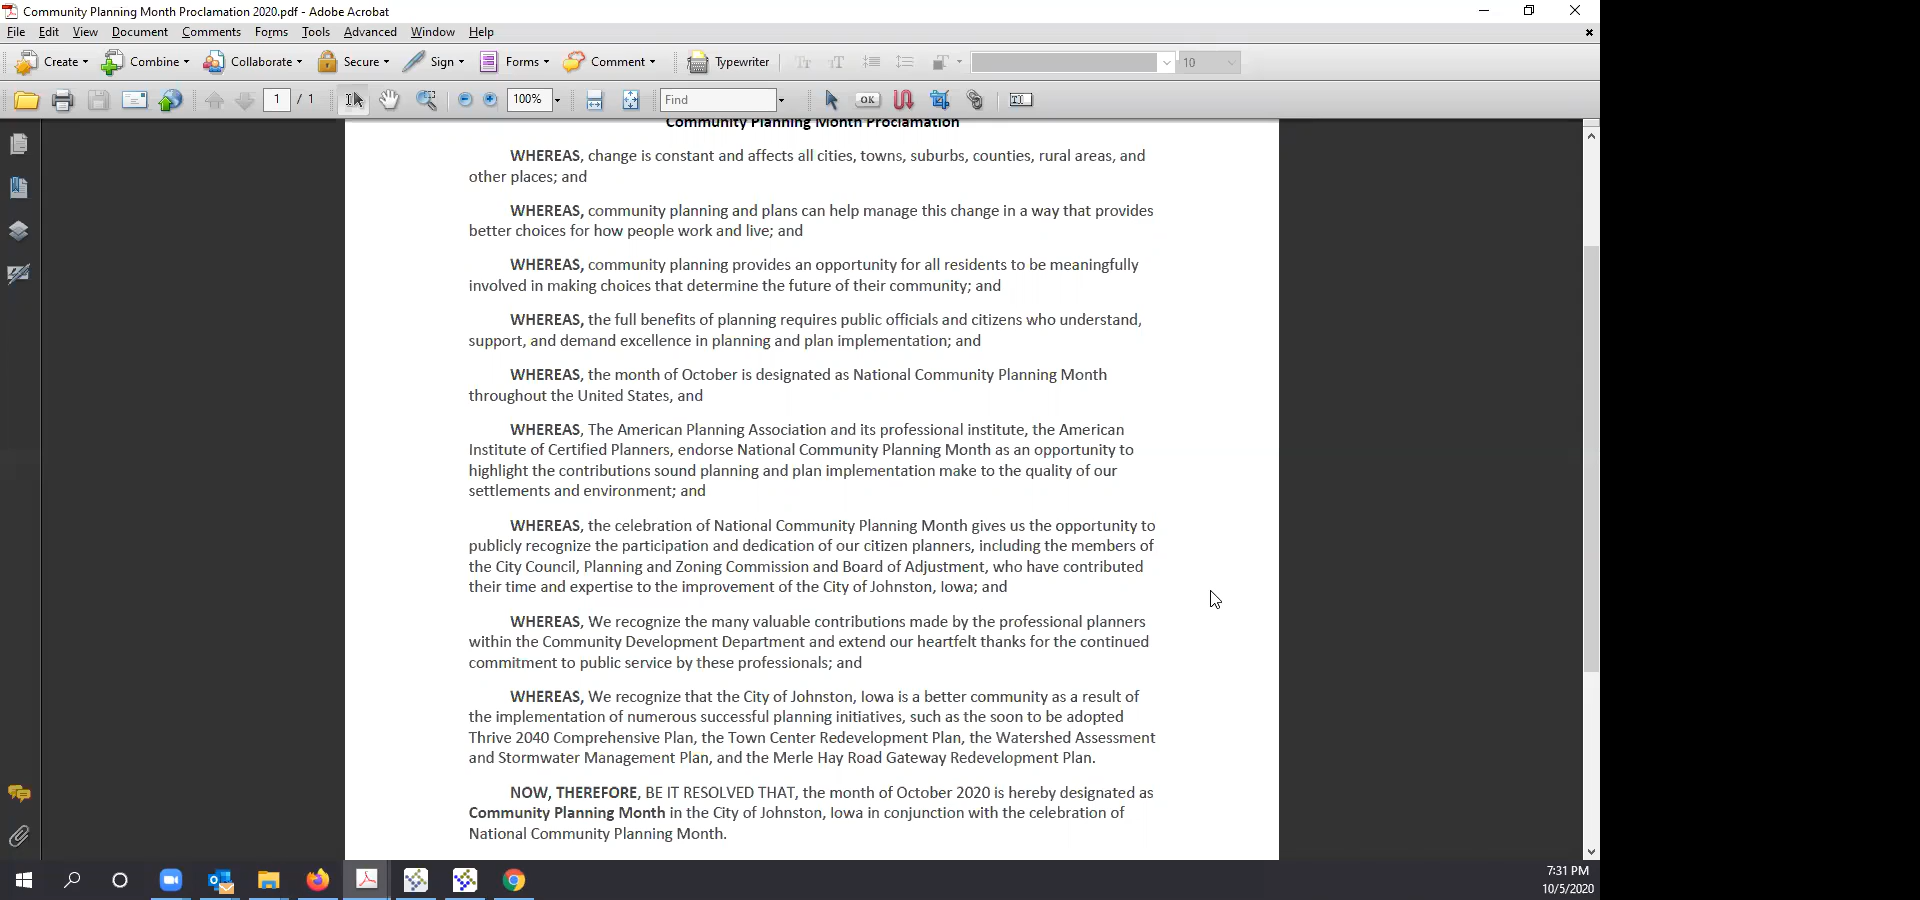 Community Planning Month Proclamation 2020.pdf - Adobe Acrobat
File Edit View Document Comments Forms Tools Advanced Window Help
Create Combine Collaborate Secure Sign Forms Comment Typewriter 10
1 / 1 100% Find OK
Community Planning Month Proclamation
WHEREAS, change is constant and affects all cities, towns, suburbs, counties, rural areas, and
other places; and
WHEREAS, community planning and plans can help manage this change in a way that provides
better choices for how people work and live; and
WHEREAS, community planning provides an opportunity for all residents to be meaningfully
involved in making choices that determine the future of their community; and
WHEREAS, the full benefits of planning requires public officials and citizens who understand,
support, and demand excellence in planning and plan implementation; and
WHEREAS, the month of October is designated as National Community Planning Month
throughout the United States, and
WHEREAS, The American Planning Association and its professional institute, the American
Institute of Certified Planners, endorse National Community Planning Month as an opportunity to
highlight the contributions sound planning and plan implementation make to the quality of our
settlements and environment; and
WHEREAS, the celebration of National Community Planning Month gives us the opportunity to
publicly recognize the participation and dedication of our citizen planners, including the members of
the City Council, Planning and Zoning Commission and Board of Adjustment, who have contributed
their time and expertise to the improvement of the City of Johnston, Iowa; and
WHEREAS, We recognize the many valuable contributions made by the professional planners
within the Community Development Department and extend our heartfelt thanks for the continued
commitment to public service by these professionals; and
WHEREAS, We recognize that the City of Johnston, Iowa is a better community as a result of
the implementation of numerous successful planning initiatives, such as the soon to be adopted
Thrive 2040 Comprehensive Plan, the Town Center Redevelopment Plan, the Watershed Assessment
and Stormwater Management Plan, and the Merle Hay Road Gateway Redevelopment Plan.
NOW, THEREFORE, BE IT RESOLVED THAT, the month of October 2020 is hereby designated as
Community Planning Month in the City of Johnston, Iowa in conjunction with the celebration of
National Community Planning Month.
7:31 PM
10/5/2020